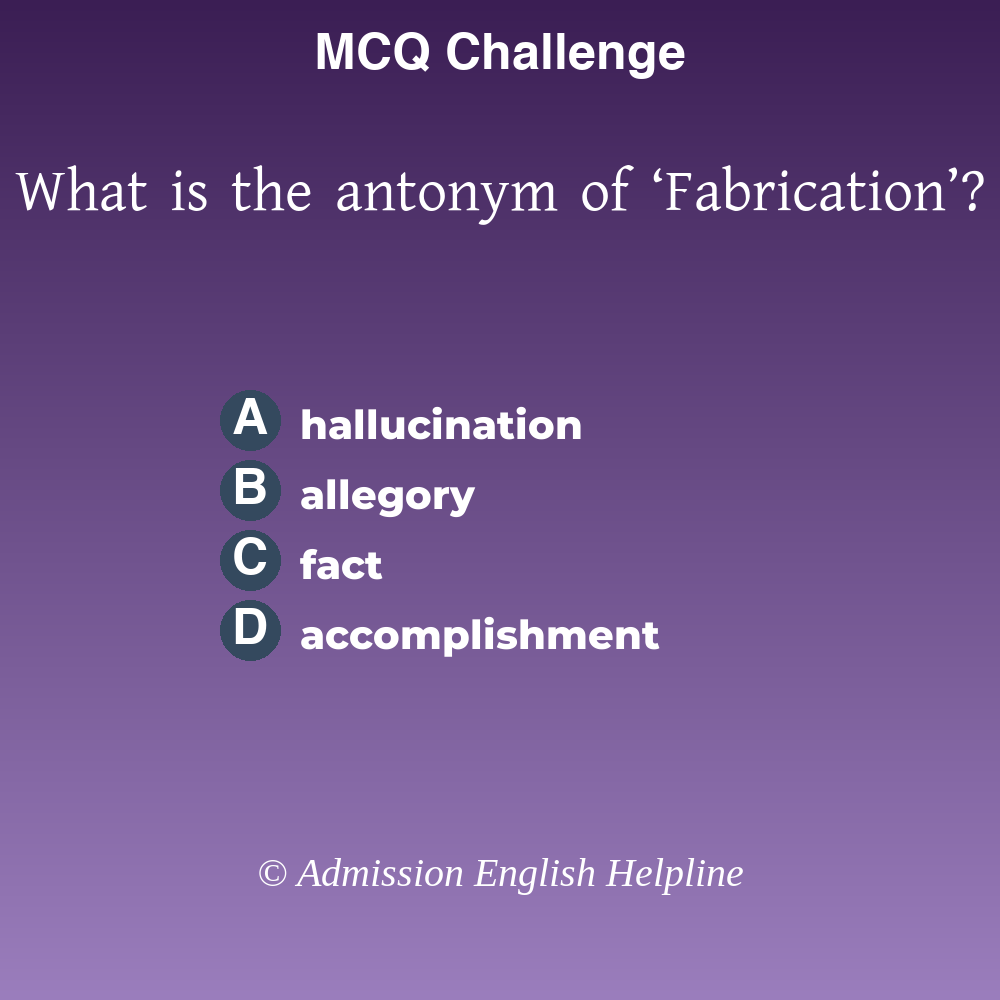 MCQ Challenge
What is the antonym of ‘Fabrication’?
A hallucination
B allegory
C fact
D accomplishment
© Admission English Helpline